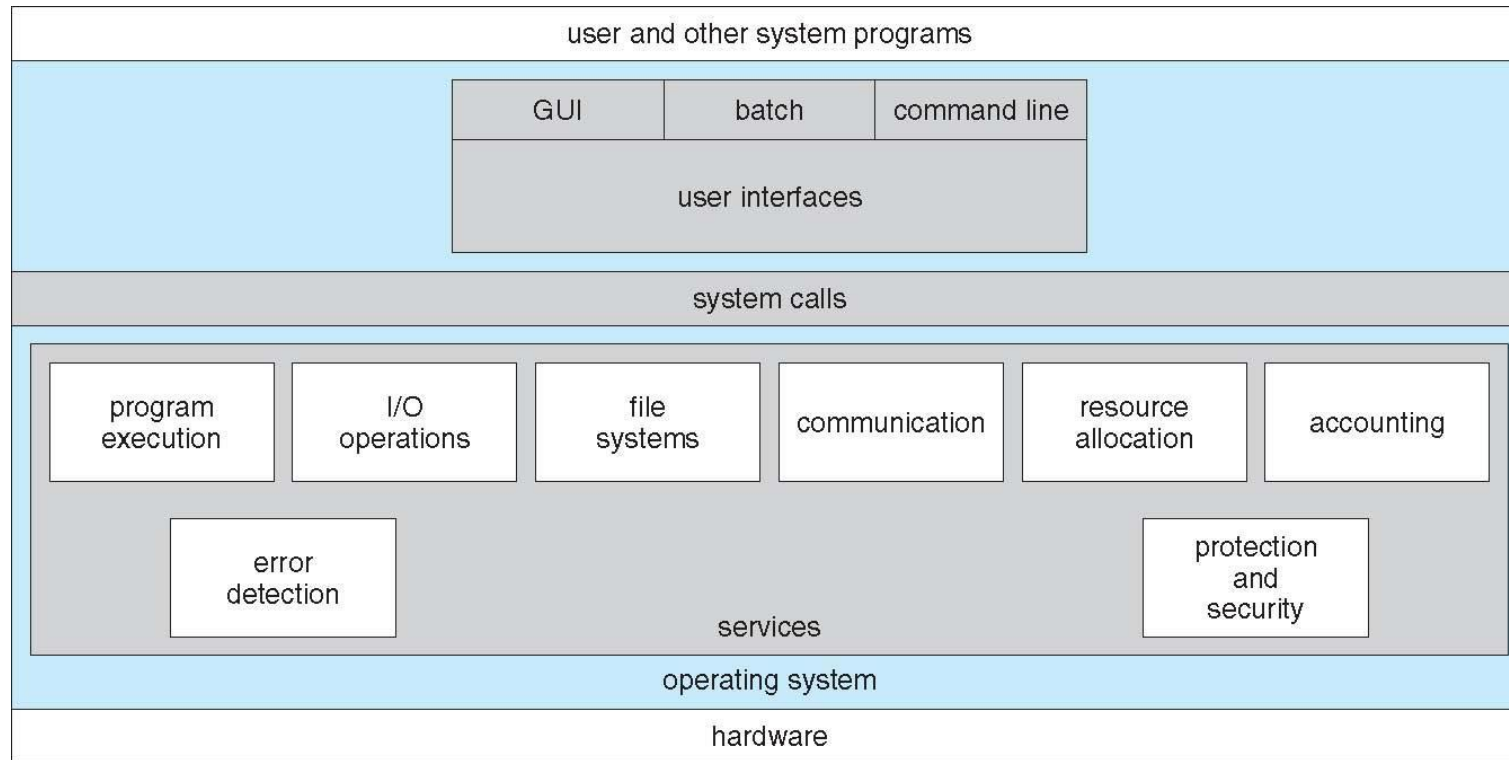 user and other system programs
GUI
batch
command line
user interfaces
system calls
program
execution
I/O
operations
file
systems
communication
resource
allocation
accounting
error
detection
protection
and
security
services
operating system
hardware